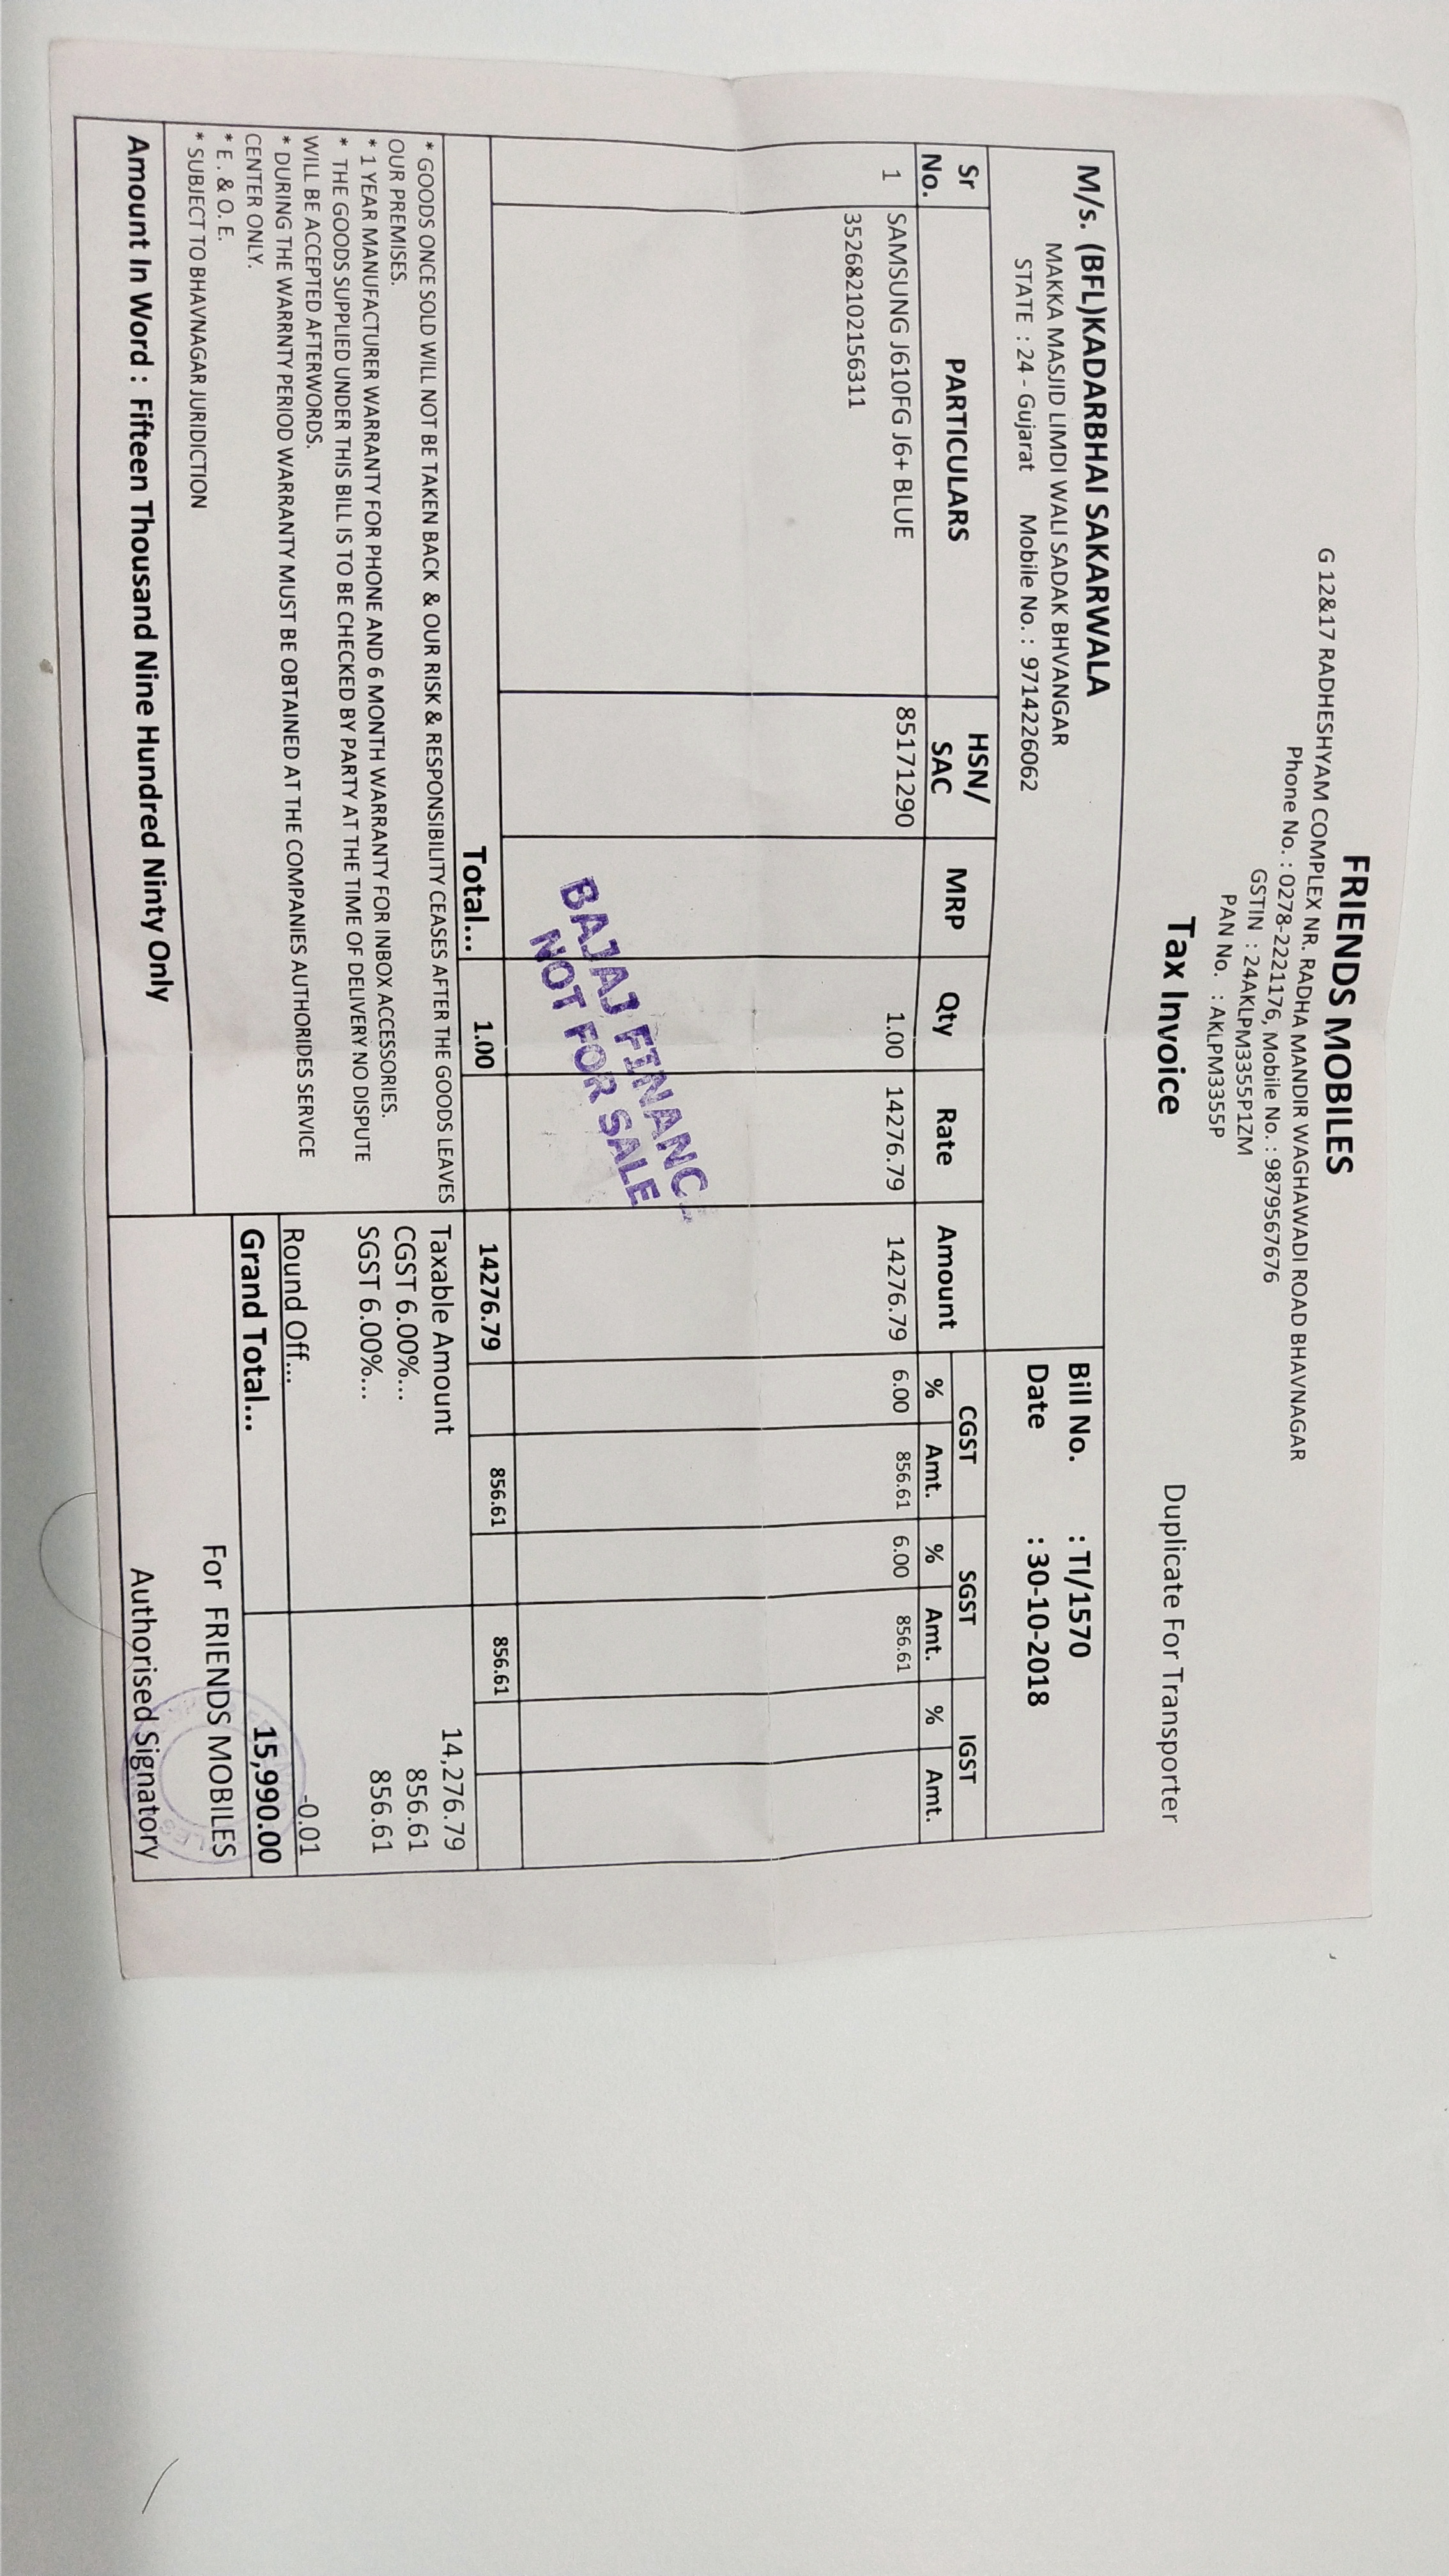 FRIENDS MOBILES
G 12&17 RADHESHYAM COMPLEX NR. RADHA MANDIR WAGHAWADI ROAD BHAVNAGAR
Phone No. : 0278-2221176, Mobile No. : 9879567676
GSTIN : 24AKLPM3355P1ZM
PAN No. : AKLPM3355P
Tax Invoice
Duplicate For Transporter
M/s. (BFL)KADARBHAI SAKARWALA
MAKKA MASJID LIMDI WALI SADAK BHVANGAR
STATE : 24 - Gujarat Mobile No. : 9714226062
Bill No. : TI/1570
Date : 30-10-2018
Sr No. PARTICULARS HSN/ SAC MRP Qty Rate Amount CGST SGST IGST
% Amt. % Amt. % Amt.
1 SAMSUNG J610FG J6+ BLUE 85171290 1.00 14276.79 14276.79 6.00 856.61 6.00 856.61
352682102156311
BAJAJ FINANC
NOT FOR SALE
Total... 1.00 14276.79 856.61 856.61
* GOODS ONCE SOLD WILL NOT BE TAKEN BACK & OUR RISK & RESPONSIBILITY CEASES AFTER THE GOODS LEAVES
OUR PREMISES.
* 1 YEAR MANUFACTURER WARRANTY FOR PHONE AND 6 MONTH WARRANTY FOR INBOX ACCESSORIES.
* THE GOODS SUPPLIED UNDER THIS BILL IS TO BE CHECKED BY PARTY AT THE TIME OF DELIVERY NO DISPUTE
WILL BE ACCEPTED AFTERWORDS.
* DURING THE WARRNTY PERIOD WARRANTY MUST BE OBTAINED AT THE COMPANIES AUTHORIDES SERVICE
CENTER ONLY.
* E . & O. E.
* SUBJECT TO BHAVNAGAR JURIDICTION
Taxable Amount 14,276.79
CGST 6.00%... 856.61
SGST 6.00%... 856.61
Round Off... -0.01
Grand Total... 15,990.00
Amount In Word : Fifteen Thousand Nine Hundred Ninty Only
For FRIENDS MOBILES
Authorised Signatory